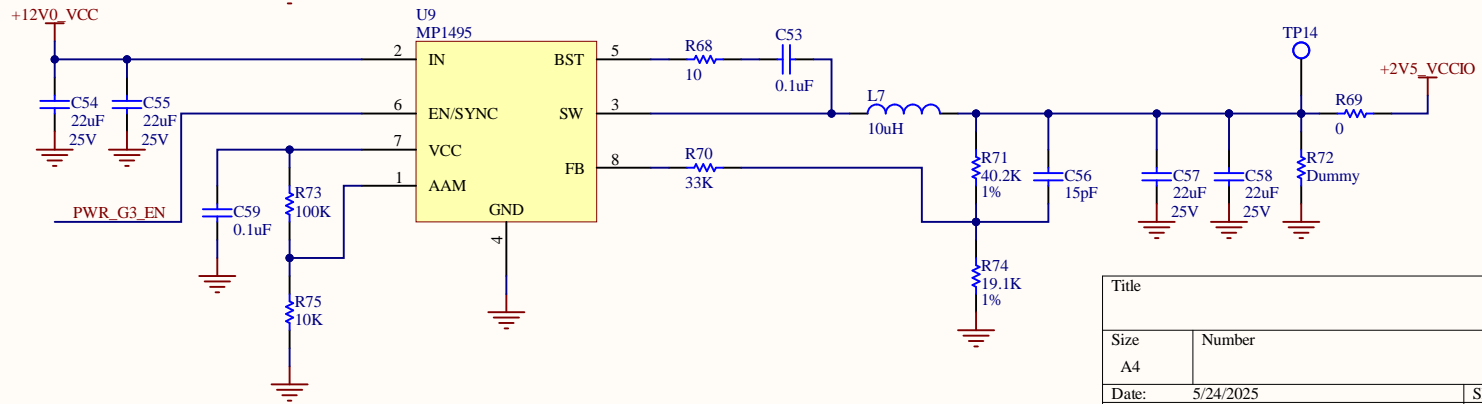 +12V0_VCC
U9
MP1495
2
IN
6
EN/SYNC
7
VCC
1
AAM
GND
4
BST
5
SW
3
FB
8
C54
22uF
25V
C55
22uF
25V
PWR_G3_EN
C59
0.1uF
R73
100K
R75
10K
R68
10
C53
0.1uF
L7
10uH
R70
33K
R71
40.2K
1%
C56
15pF
R74
19.1K
1%
C57
22uF
25V
C58
22uF
25V
TP14
R72
Dummy
R69
0
+2V5_VCCIO
Title
Size
A4
Number
Date:
5/24/2025
S